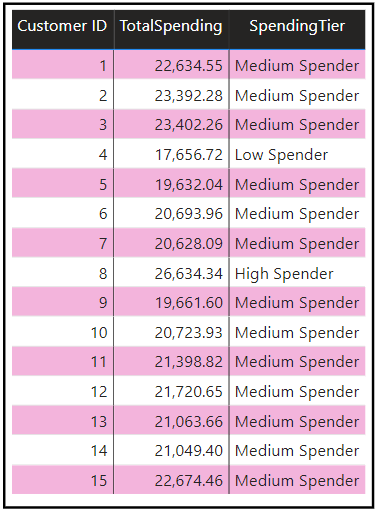 Customer ID TotalSpending SpendingTier
1 22,634.55 Medium Spender
2 23,392.28 Medium Spender
3 23,402.26 Medium Spender
4 17,656.72 Low Spender
5 19,632.04 Medium Spender
6 20,693.96 Medium Spender
7 20,628.09 Medium Spender
8 26,634.34 High Spender
9 19,661.60 Medium Spender
10 20,723.93 Medium Spender
11 21,398.82 Medium Spender
12 21,720.65 Medium Spender
13 21,063.66 Medium Spender
14 21,049.40 Medium Spender
15 22,674.46 Medium Spender